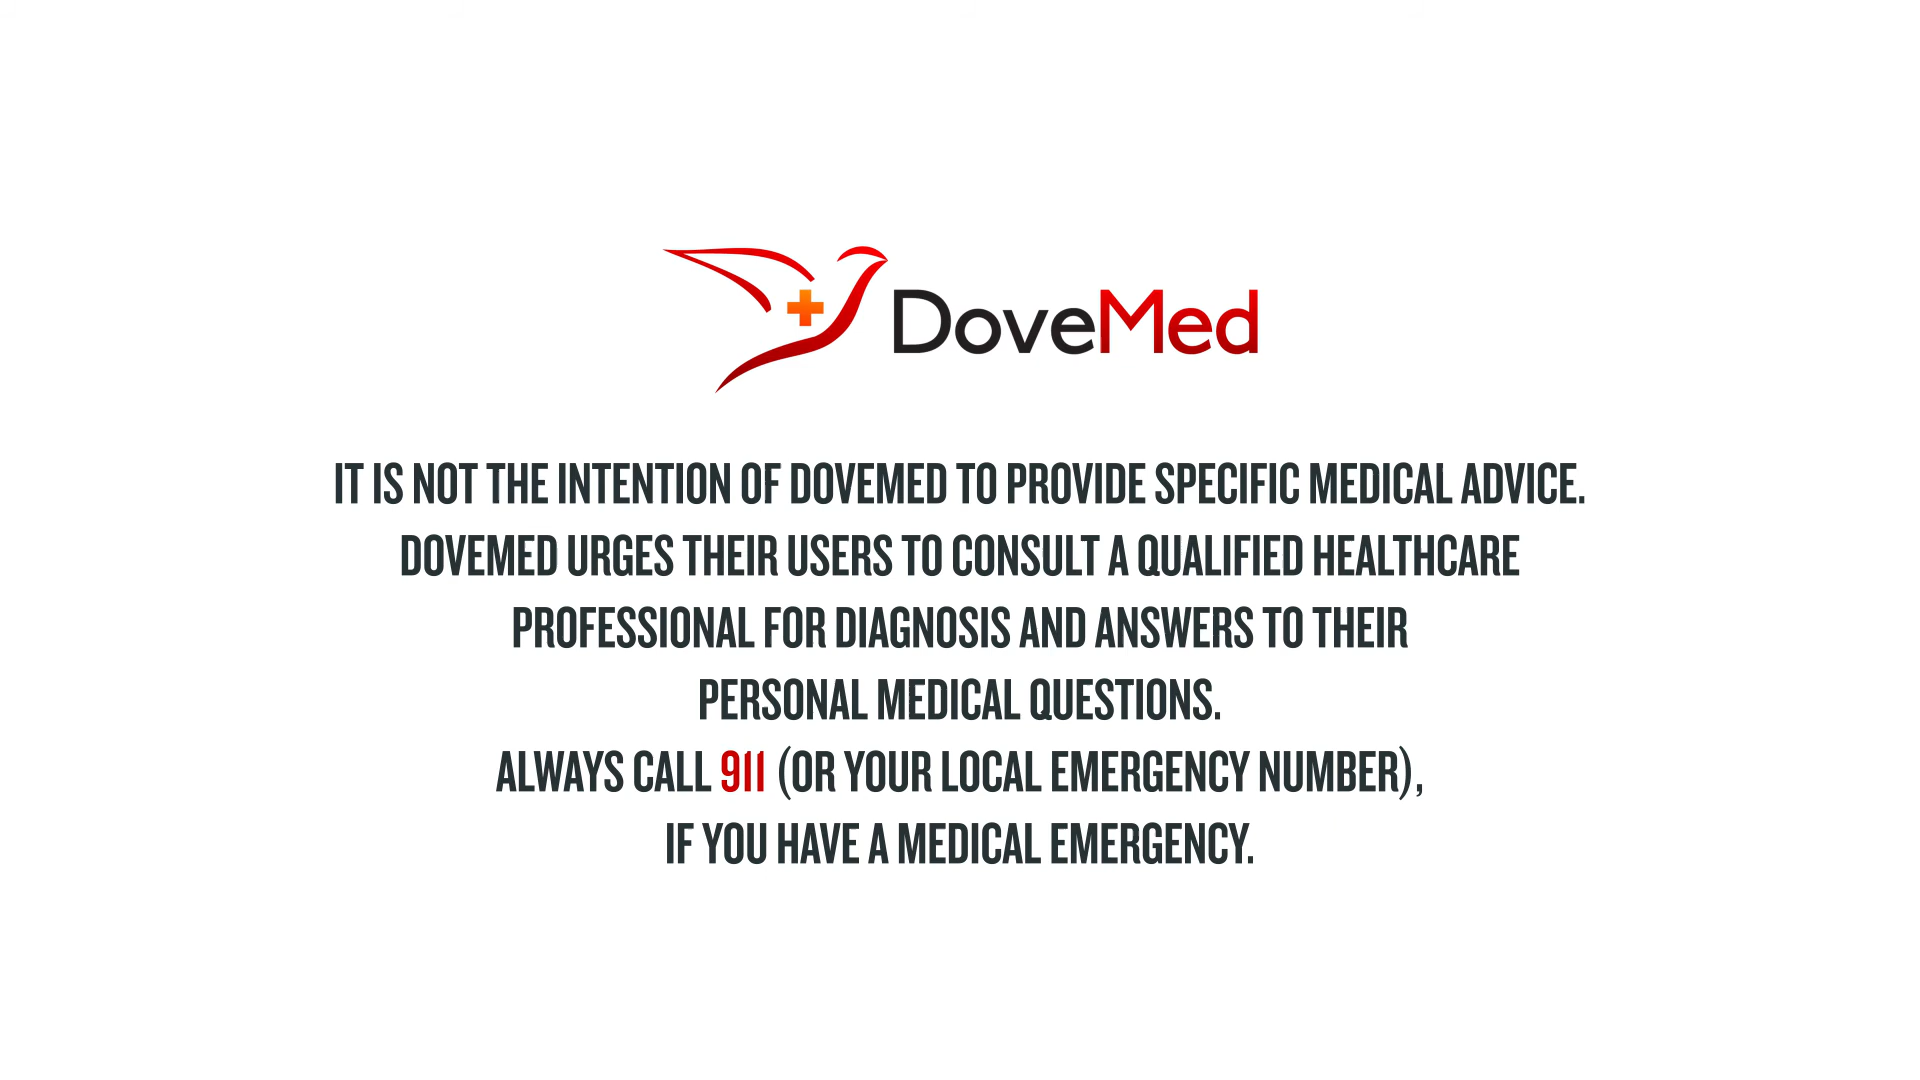 DoveMed
IT IS NOT THE INTENTION OF DOVEMED TO PROVIDE SPECIFIC MEDICAL ADVICE.
DOVEMED URGES THEIR USERS TO CONSULT A QUALIFIED HEALTHCARE
PROFESSIONAL FOR DIAGNOSIS AND ANSWERS TO THEIR
PERSONAL MEDICAL QUESTIONS.
ALWAYS CALL 911 (OR YOUR LOCAL EMERGENCY NUMBER),
IF YOU HAVE A MEDICAL EMERGENCY.